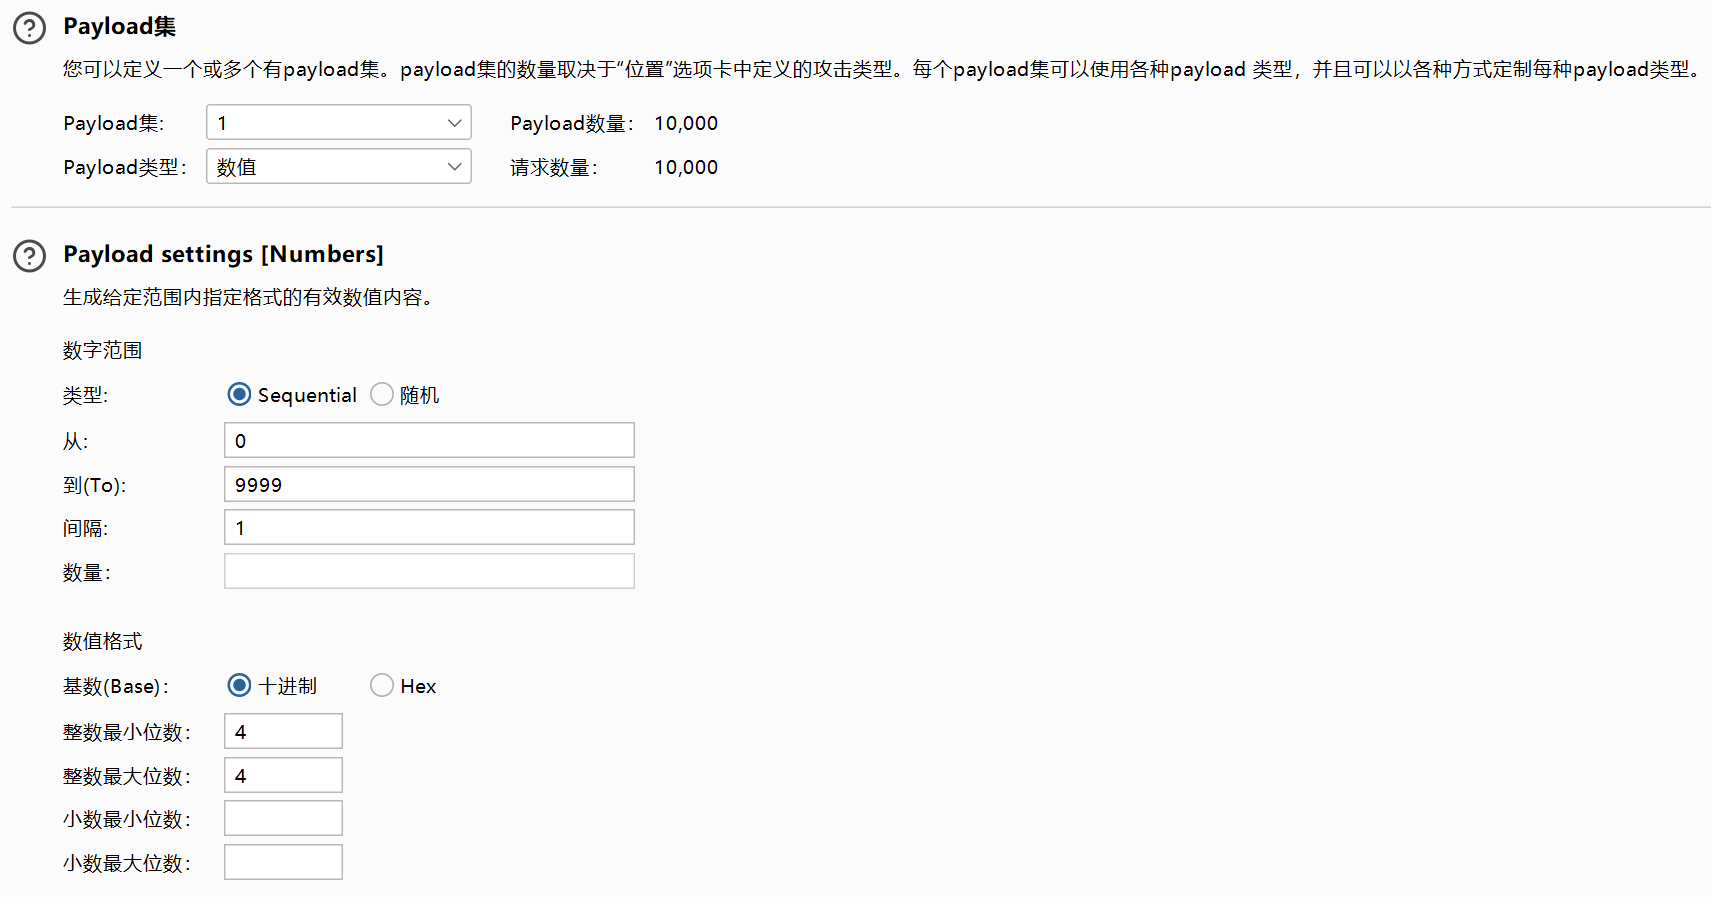 Payload集
您可以定义一个或多个有payload集。payload集的数量取决于“位置”选项卡中定义的攻击类型。每个payload集可以使用各种payload 类型，并且可以以各种方式定制每种payload类型。
Payload集: 1 Payload数量： 10,000
Payload类型： 数值 请求数量： 10,000
Payload settings [Numbers]
生成给定范围内指定格式的有效数值内容。
数字范围
类型: Sequential 随机
从: 0
到(To): 9999
间隔: 1
数量：
数值格式
基数(Base)： 十进制 Hex
整数最小位数： 4
整数最大位数： 4
小数最小位数：
小数最大位数：